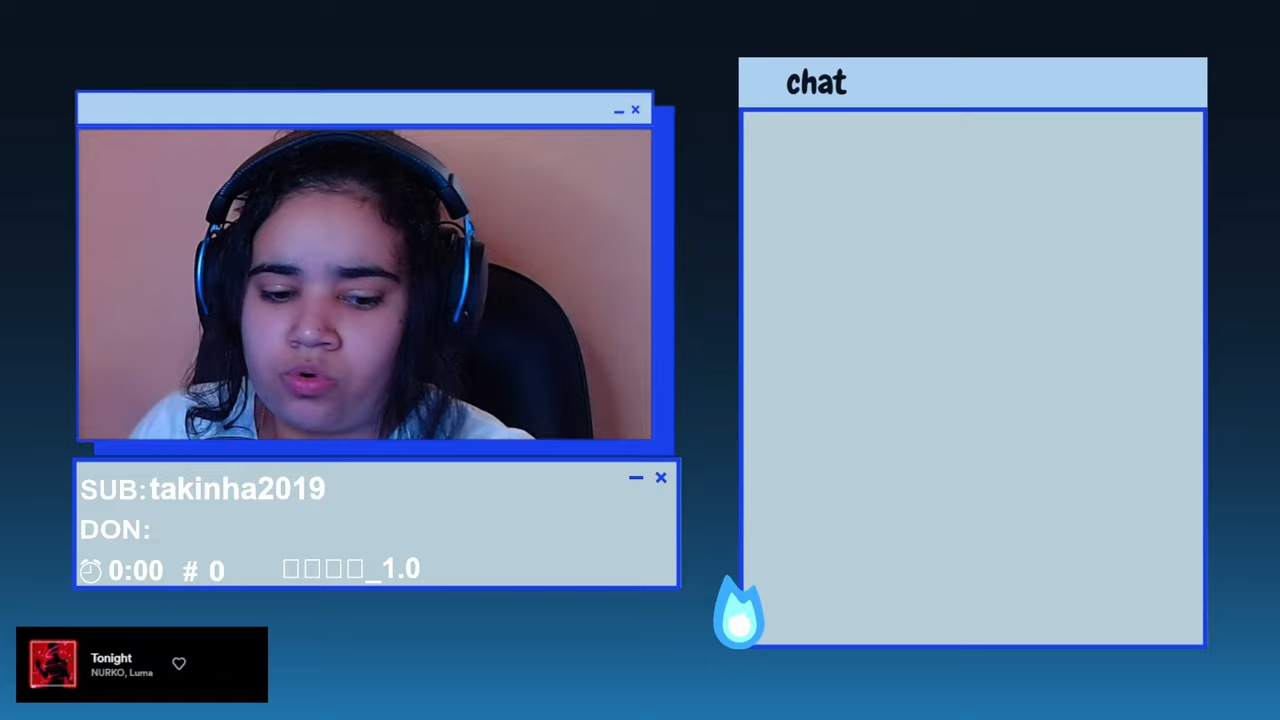 chat
SUB:takinha2019
DON:
0:00 # 0 _1.0
Tonight
NURKO, Luma